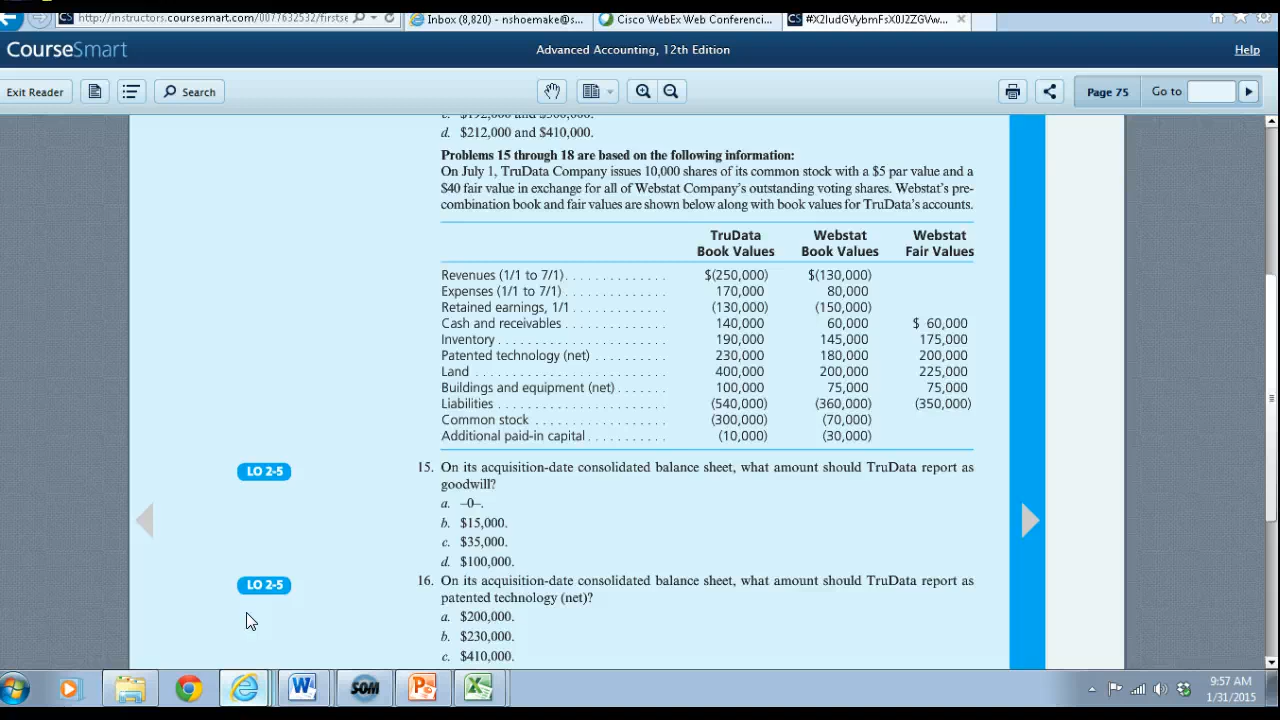 http://instructors.coursesmart.com/0077632532/firstse
Inbox (8,820) - nshoemake@s...
Cisco WebEx Web Conferenci...
#X2ludGVybmFsX0J2ZGVw...
CourseSmart
Advanced Accounting, 12th Edition
Help
Exit Reader
Search
Page 75
Go to
c. $192,000 and $300,000.
d. $212,000 and $410,000.
Problems 15 through 18 are based on the following information:
On July 1, TruData Company issues 10,000 shares of its common stock with a $5 par value and a
$40 fair value in exchange for all of Webstat Company's outstanding voting shares. Webstat's pre-
combination book and fair values are shown below along with book values for TruData's accounts.
TruData Webstat Webstat
Book Values Book Values Fair Values
Revenues (1/1 to 7/1) . . . . . . . . . . . . . . $(250,000) $(130,000)
Expenses (1/1 to 7/1) . . . . . . . . . . . . . . 170,000 80,000
Retained earnings, 1/1 . . . . . . . . . . . . . (130,000) (150,000)
Cash and receivables . . . . . . . . . . . . . . 140,000 60,000 $ 60,000
Inventory . . . . . . . . . . . . . . . . . . . . . . . 190,000 145,000 175,000
Patented technology (net) . . . . . . . . . . 230,000 180,000 200,000
Land . . . . . . . . . . . . . . . . . . . . . . . . . . 400,000 200,000 225,000
Buildings and equipment (net) . . . . . . . 100,000 75,000 75,000
Liabilities . . . . . . . . . . . . . . . . . . . . . . . (540,000) (360,000) (350,000)
Common stock . . . . . . . . . . . . . . . . . . (300,000) (70,000)
Additional paid-in capital . . . . . . . . . . . (10,000) (30,000)
LO 2-5
15. On its acquisition-date consolidated balance sheet, what amount should TruData report as
goodwill?
a. –0–.
b. $15,000.
c. $35,000.
d. $100,000.
LO 2-5
16. On its acquisition-date consolidated balance sheet, what amount should TruData report as
patented technology (net)?
a. $200,000.
b. $230,000.
c. $410,000.
9:57 AM
1/31/2015